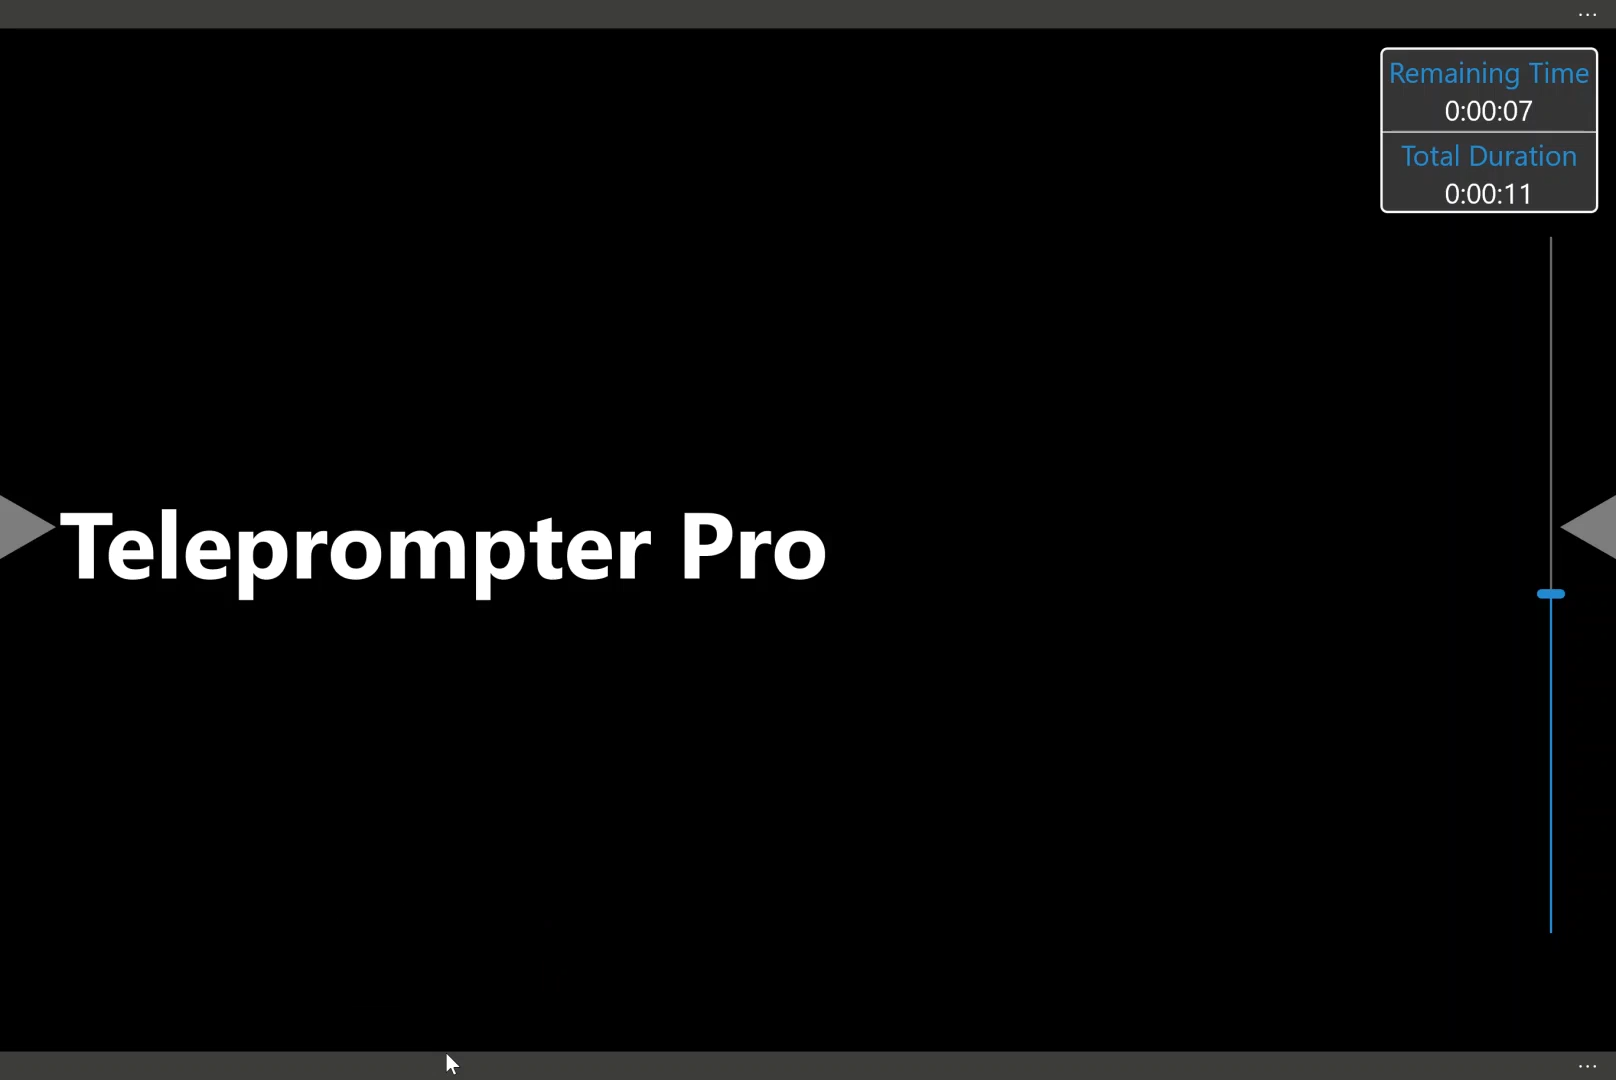 Remaining Time
0:00:07
Total Duration
0:00:11
Teleprompter Pro